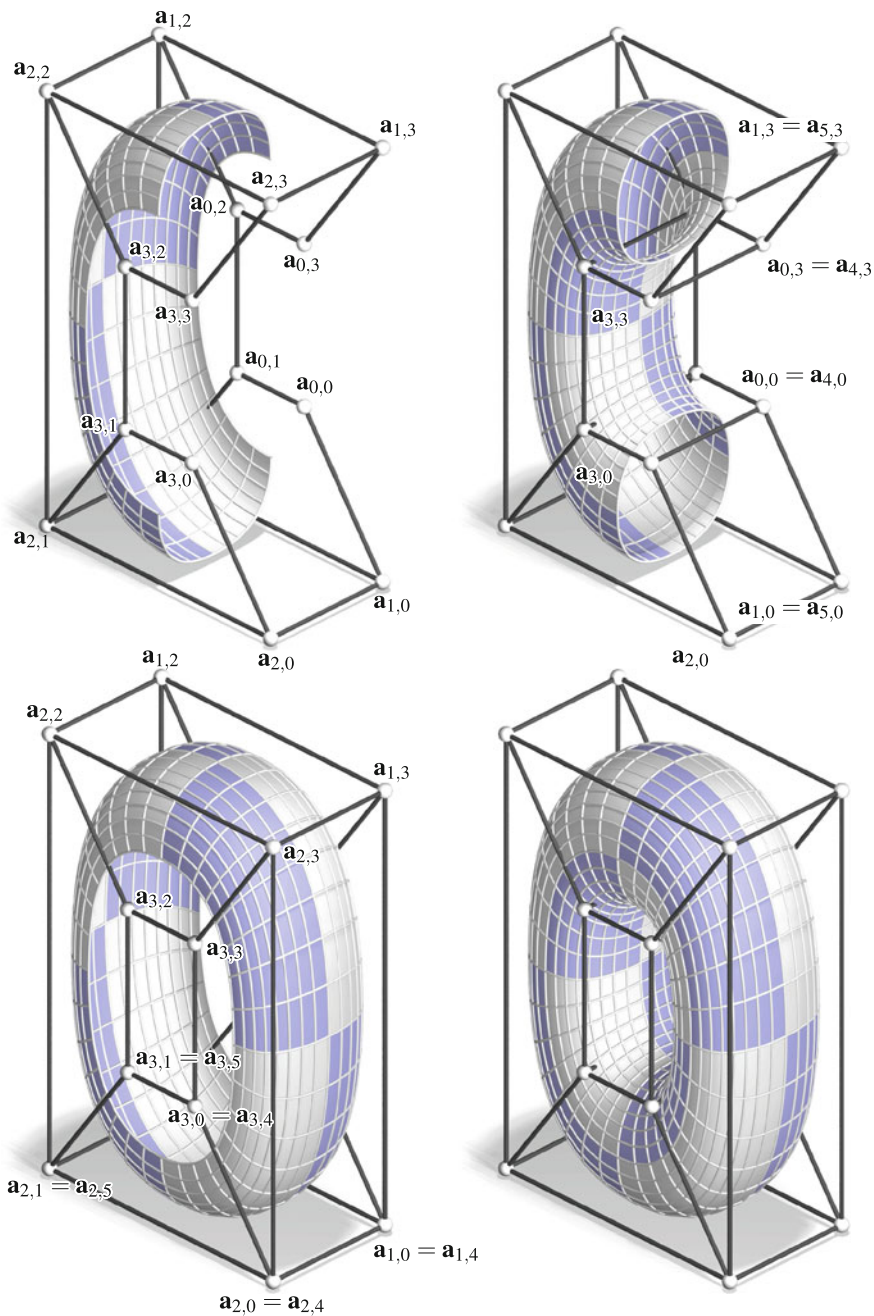 a1,2
a2,2
a1,3
a1,3 = a5,3
a2,3
a0,2
a3,2
a0,3
a0,3 = a4,3
a3,3
a3,3
a0,1
a0,0
a0,0 = a4,0
a3,1
a3,0
a3,0
a2,1
a1,0
a1,0 = a5,0
a2,0
a2,0
a1,2
a2,2
a1,3
a2,3
a3,2
a3,3
a3,1 = a3,5
a3,0 = a3,4
a2,1 = a2,5
a1,0 = a1,4
a2,0 = a2,4